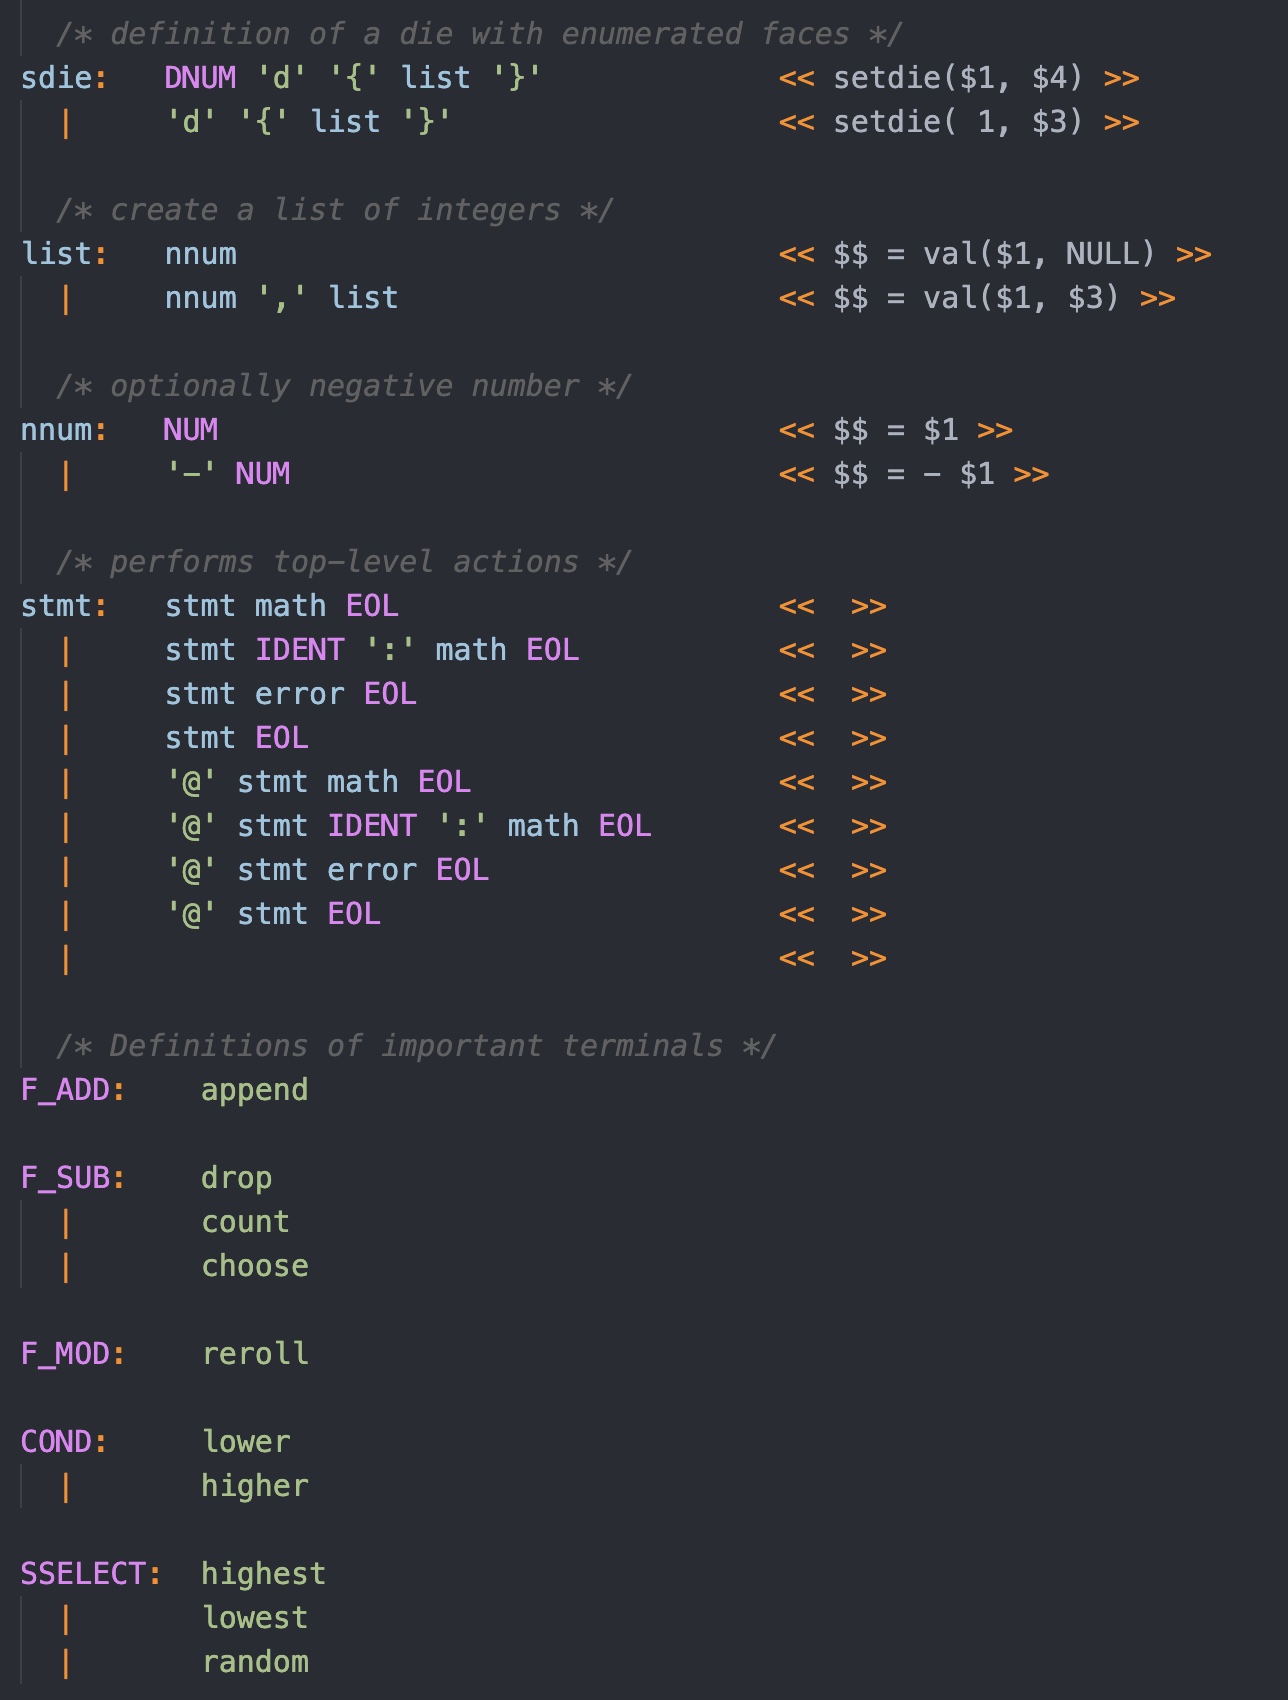 /* definition of a die with enumerated faces */
sdie:   DNUM 'd' '{' list '}'             << setdie($1, $4) >>
  |     'd' '{' list '}'                  << setdie( 1, $3) >>
/* create a list of integers */
list:   nnum                              << $$ = val($1, NULL) >>
  |     nnum ',' list                     << $$ = val($1, $3) >>
/* optionally negative number */
nnum:   NUM                               << $$ = $1 >>
  |     '-' NUM                           << $$ = - $1 >>
/* performs top-level actions */
stmt:   stmt math EOL                     <<  >>
  |     stmt IDENT ':' math EOL           <<  >>
  |     stmt error EOL                    <<  >>
  |     stmt EOL                          <<  >>
  |     '@' stmt math EOL                 <<  >>
  |     '@' stmt IDENT ':' math EOL       <<  >>
  |     '@' stmt error EOL                <<  >>
  |     '@' stmt EOL                      <<  >>
  |                                       <<  >>
/* Definitions of important terminals */
F_ADD:    append
F_SUB:    drop
  |       count
  |       choose
F_MOD:    reroll
COND:     lower
  |       higher
SSELECT:  highest
  |       lowest
  |       random